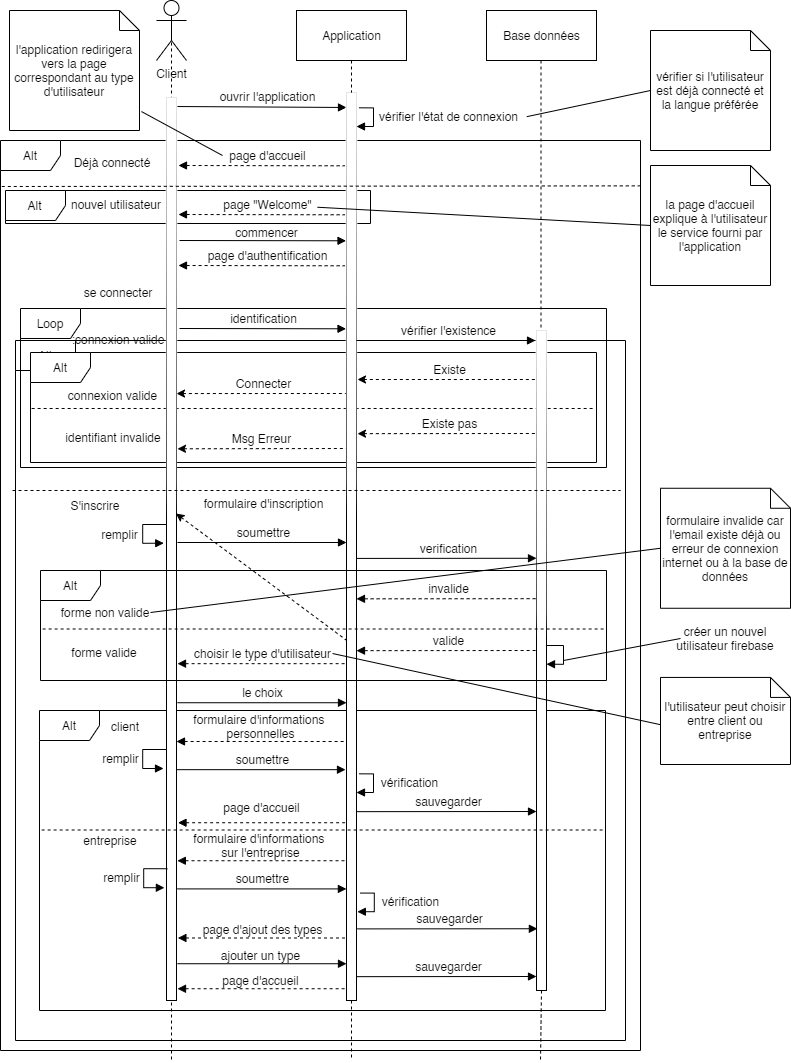 l'application redirigera
vers la page
correspondant au type
d'utilisateur
Client
Application
Base données
vérifier si l'utilisateur
est déjà connecté et
la langue préférée
ouvrir l'application
vérifier l'état de connexion
Alt
Déjà connecté
page d'accueil
Alt
nouvel utilisateur
page "Welcome"
la page d'accueil
explique à l'utilisateur
le service fourni par
l'application
commencer
page d'authentification
se connecter
Loop
identification
vérifier l'existence
connexion valide
Alt
Existe
Connecter
connexion valide
Existe pas
identifiant invalide
Msg Erreur
S'inscrire
formulaire d'inscription
remplir
soumettre
verification
formulaire invalide car
l'email existe déjà ou
erreur de connexion
internet ou à la base de
données
Alt
invalide
forme non valide
valide
créer un nouvel
utilisateur firebase
forme valide
choisir le type d'utilisateur
le choix
l'utilisateur peut choisir
entre client ou
entreprise
Alt
client
formulaire d'informations
personnelles
remplir
soumettre
vérification
sauvegarder
page d'accueil
entreprise
formulaire d'informations
sur l'entreprise
remplir
soumettre
vérification
sauvegarder
page d'ajout des types
ajouter un type
sauvegarder
page d'accueil